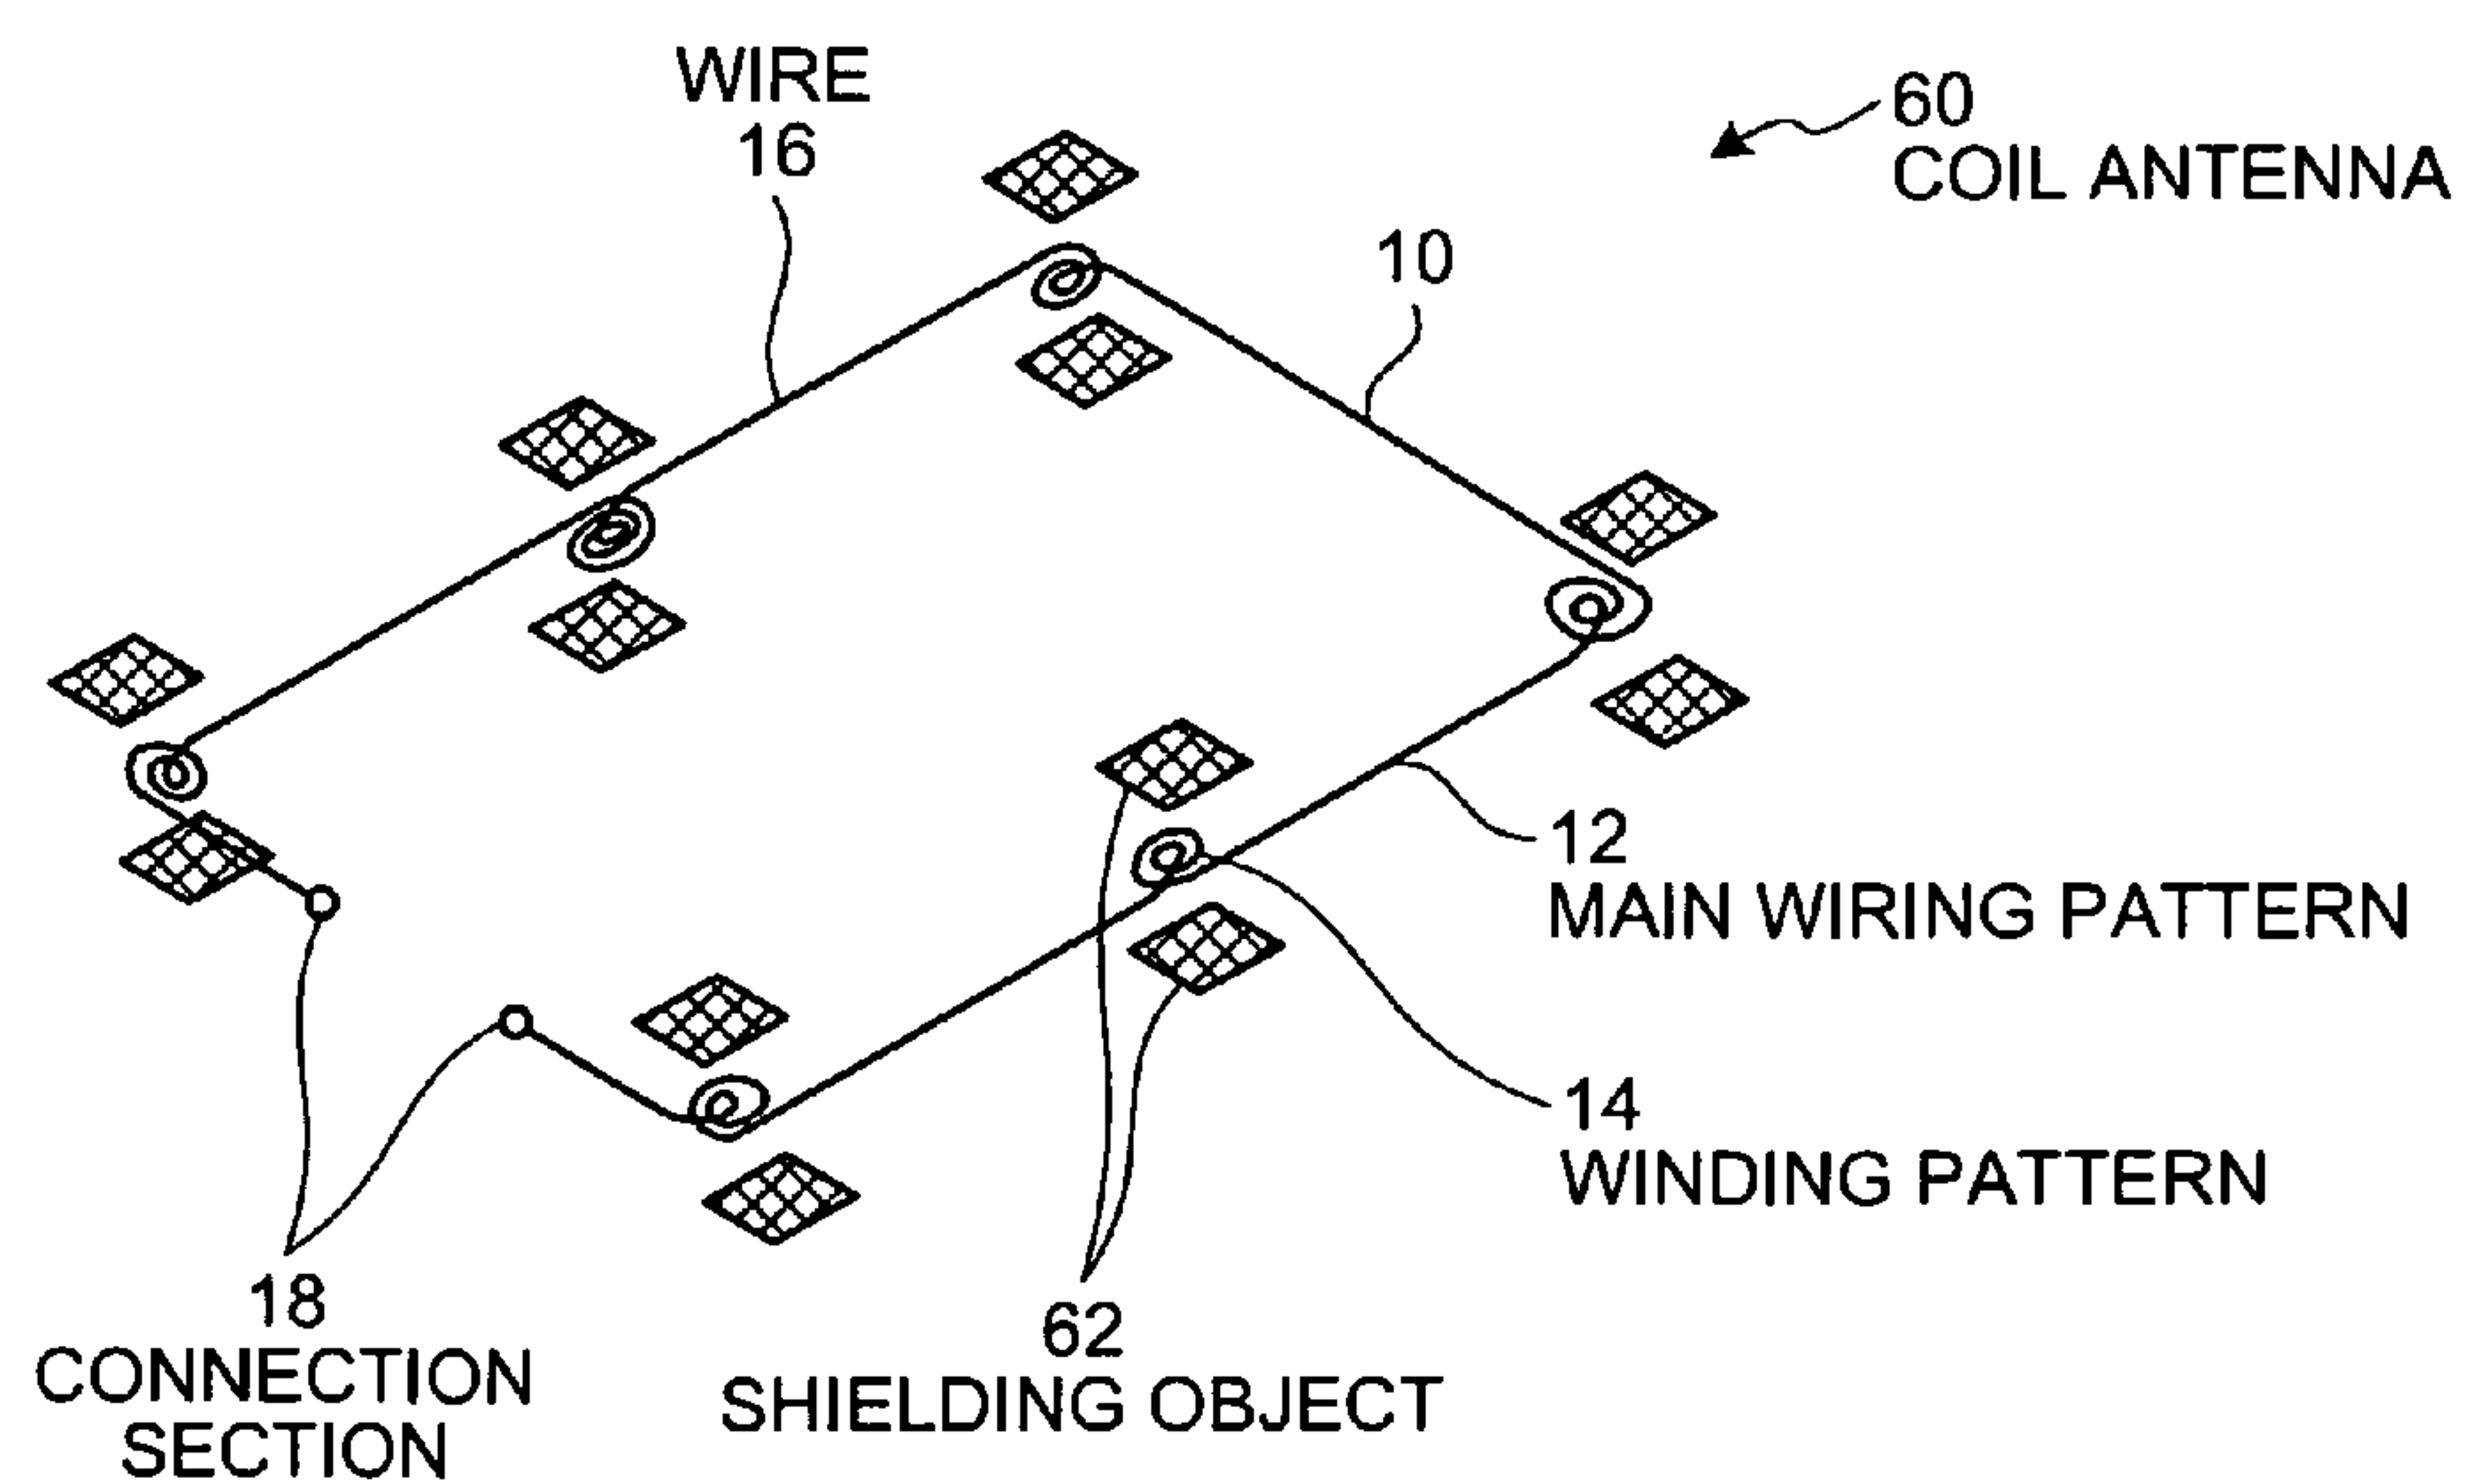 WIRE
16
60
COIL ANTENNA
10
12
MAIN WIRING PATTERN
14
WINDING PATTERN
18
CONNECTION
SECTION
62
SHIELDING OBJECT